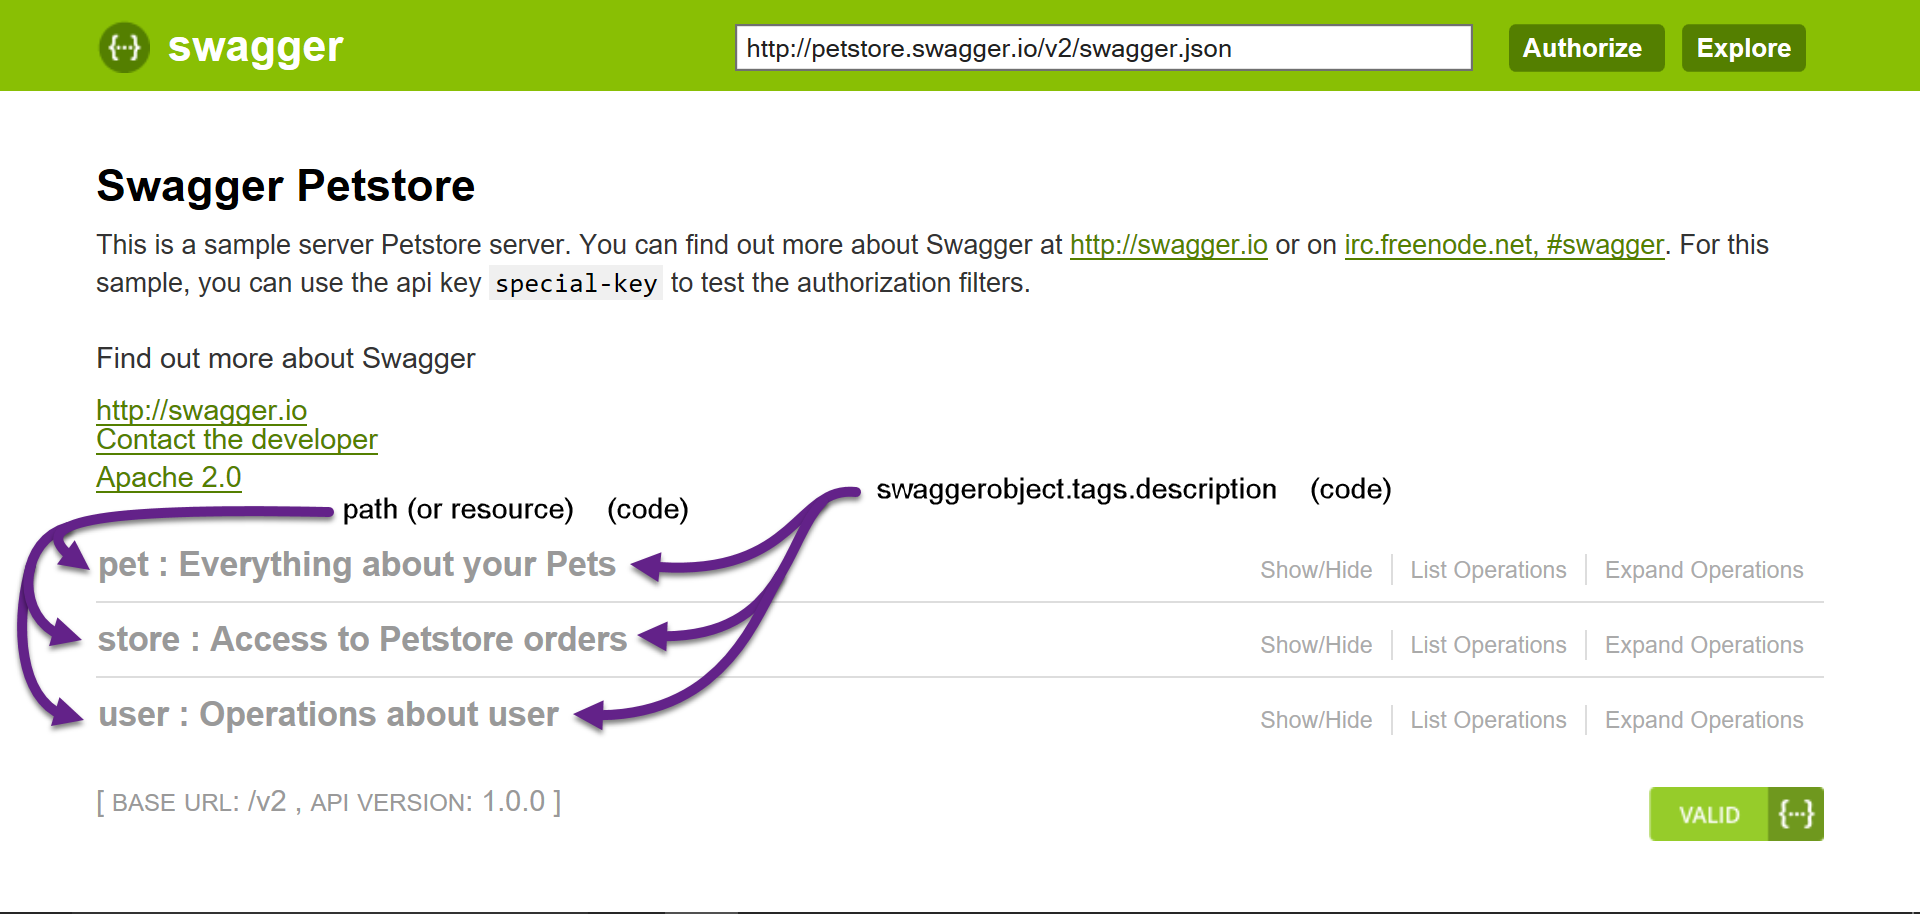 {···} swagger
http://petstore.swagger.io/v2/swagger.json
Authorize
Explore
Swagger Petstore
This is a sample server Petstore server. You can find out more about Swagger at http://swagger.io or on irc.freenode.net, #swagger. For this
sample, you can use the api key special-key to test the authorization filters.
Find out more about Swagger
http://swagger.io
Contact the developer
Apache 2.0
swaggerobject.tags.description (code)
path (or resource) (code)
pet : Everything about your Pets
Show/Hide List Operations Expand Operations
store : Access to Petstore orders
Show/Hide List Operations Expand Operations
user : Operations about user
Show/Hide List Operations Expand Operations
[ BASE URL: /v2 , API VERSION: 1.0.0 ]
VALID {···}